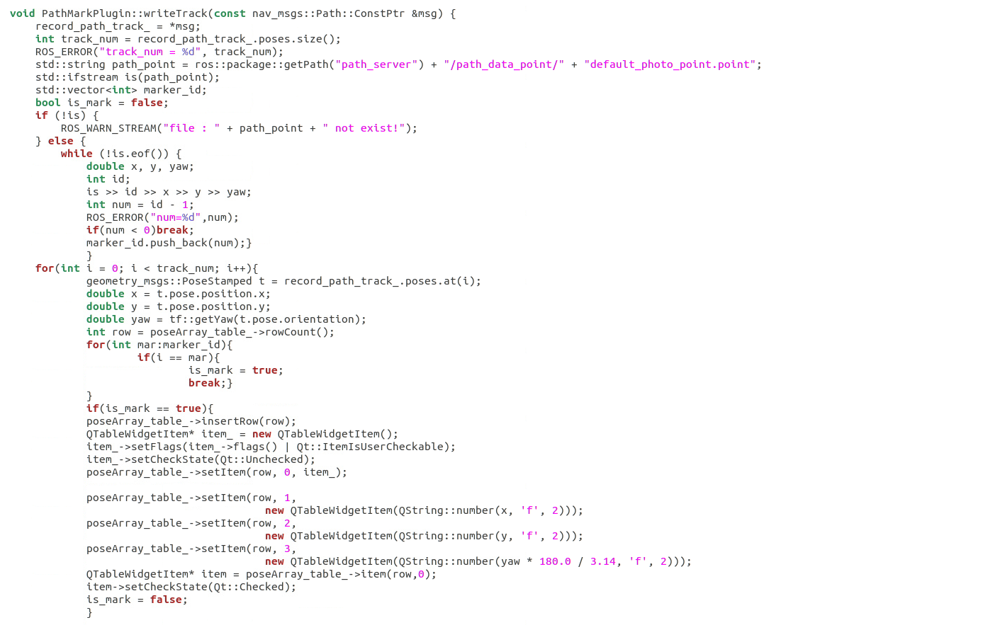 void PathMarkPlugin::writeTrack(const nav_msgs::Path::ConstPtr &msg) {
    record_path_track_ = *msg;
    int track_num = record_path_track_.poses.size();
    ROS_ERROR("track_num = %d", track_num);
    std::string path_point = ros::package::getPath("path_server") + "/path_data_point/" + "default_photo_point.point";
    std::ifstream is(path_point);
    std::vector<int> marker_id;
    bool is_mark = false;
    if (!is) {
        ROS_WARN_STREAM("file : " + path_point + " not exist!");
    } else {
        while (!is.eof()) {
            double x, y, yaw;
            int id;
            is >> id >> x >> y >> yaw;
            int num = id - 1;
            ROS_ERROR("num=%d",num);
            if(num < 0)break;
            marker_id.push_back(num);}
            }
    for(int i = 0; i < track_num; i++){
            geometry_msgs::PoseStamped t = record_path_track_.poses.at(i);
            double x = t.pose.position.x;
            double y = t.pose.position.y;
            double yaw = tf::getYaw(t.pose.orientation);
            int row = poseArray_table_->rowCount();
            for(int mar:marker_id){
                    if(i == mar){
                            is_mark = true;
                            break;}
            }
            if(is_mark == true){
            poseArray_table_->insertRow(row);
            QTableWidgetItem* item_ = new QTableWidgetItem();
            item_->setFlags(item_->flags() | Qt::ItemIsUserCheckable);
            item_->setCheckState(Qt::Unchecked);
            poseArray_table_->setItem(row, 0, item_);

            poseArray_table_->setItem(row, 1,
                                        new QTableWidgetItem(QString::number(x, 'f', 2)));
            poseArray_table_->setItem(row, 2,
                                        new QTableWidgetItem(QString::number(y, 'f', 2)));
            poseArray_table_->setItem(row, 3,
                                        new QTableWidgetItem(QString::number(yaw * 180.0 / 3.14, 'f', 2)));
            QTableWidgetItem* item = poseArray_table_->item(row,0);
            item->setCheckState(Qt::Checked);
            is_mark = false;
            }